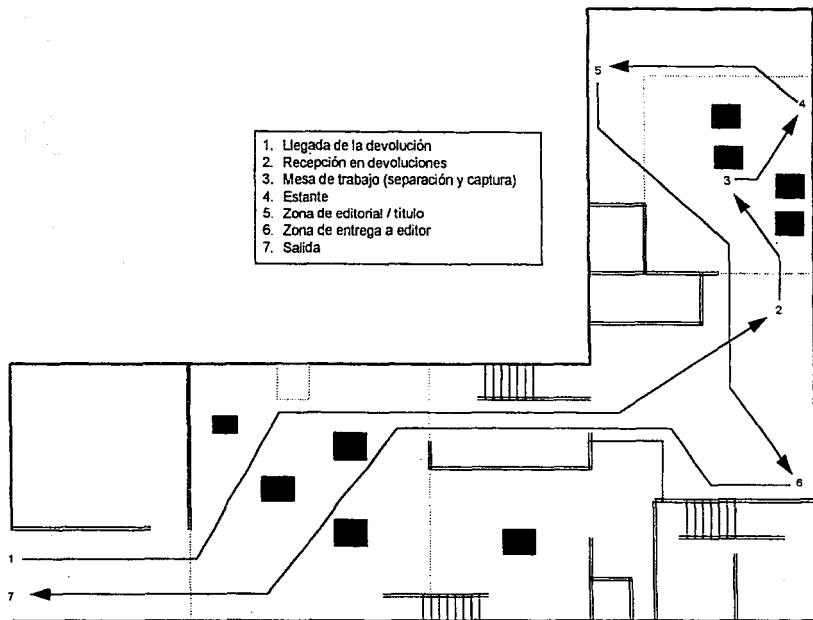 5
4
1. Llegada de la devolución
2. Recepción en devoluciones
3. Mesa de trabajo (separación y captura)
4. Estante
5. Zona de editorial / título
6. Zona de entrega a editor
7. Salida
3
2
6
1
7